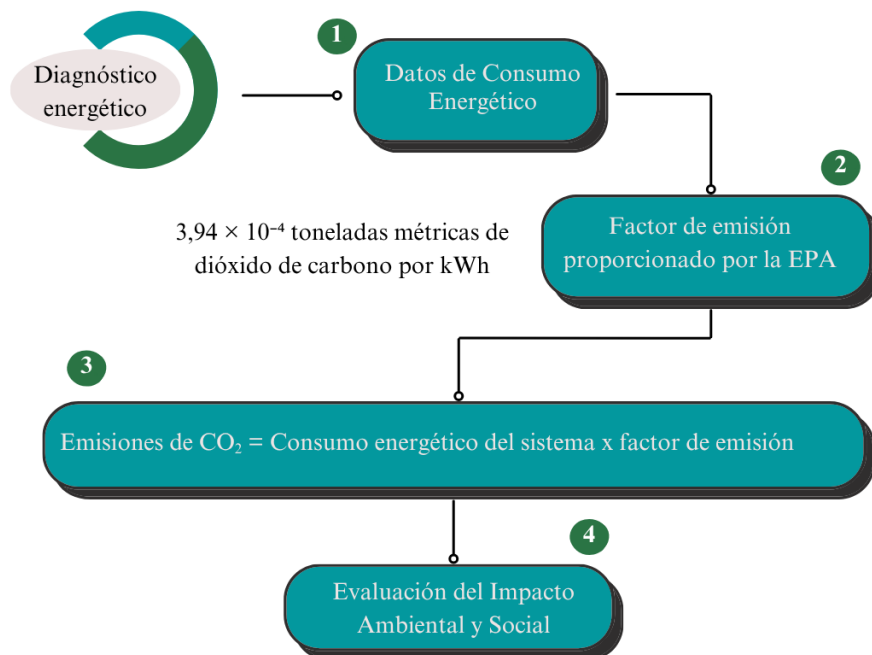 Diagnóstico
energético
1
Datos de Consumo
Energético
2
Factor de emisión
proporcionado por la EPA
3,94 × 10⁻⁴ toneladas métricas de
dióxido de carbono por kWh
3
Emisiones de CO₂ = Consumo energético del sistema x factor de emisión
4
Evaluación del Impacto
Ambiental y Social